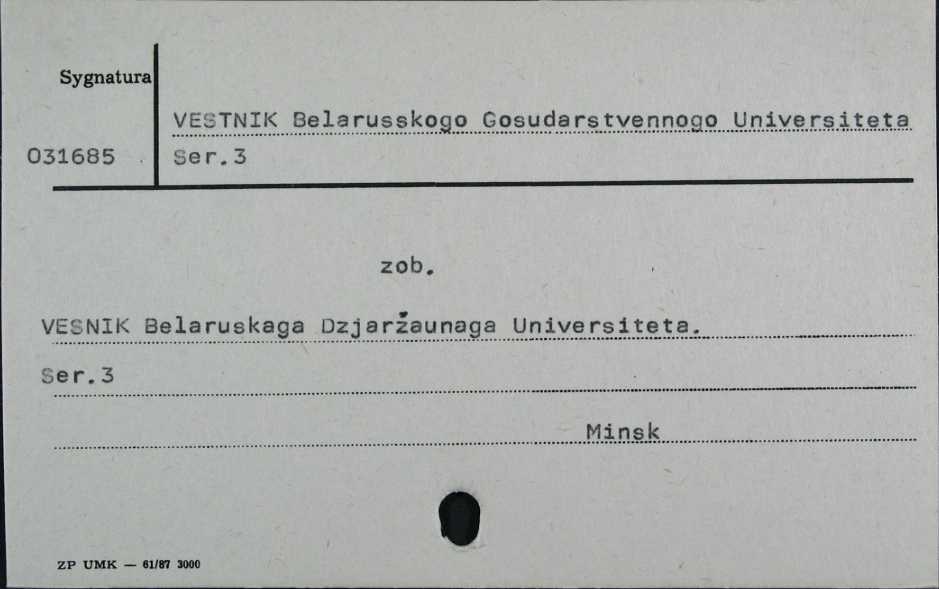 Sygnatura
VESTNIK Belarusskogo Gosudarstvennogo Universiteta
031685
Ser.3
zob.
VESNIK Belaruskaga Dzjaržaunaga Universiteta.
Ser.3
Minsk
ZP UMK — 61/87 3000